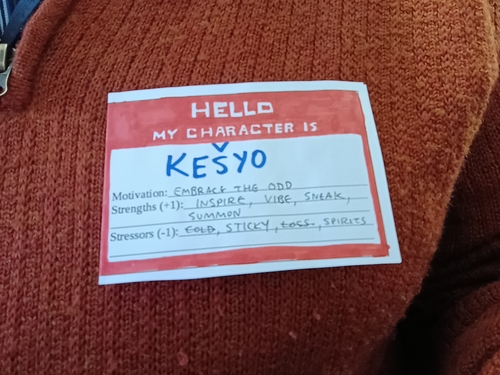 HELLO
MY CHARACTER IS
KEŠYO
Motivation: EMBRACE THE ODD
Strengths (+1): INSPIRE, VIBE, SNEAK,
SUMMON
Stressors (-1): COLD, STICKY, LOSS, SPIRITS